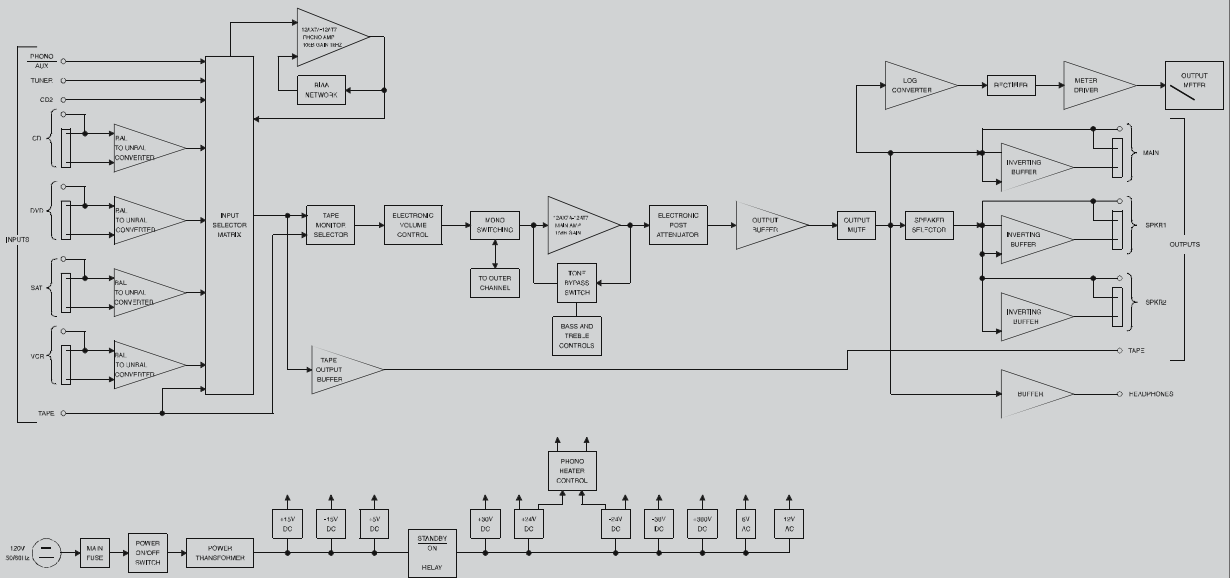 PHONO
AUX
TUNER
CD2
CD
TO UNBAL
CONVERTER
DVD
TO UNBAL
CONVERTER
INPUTS
SAT
TO UNBAL
CONVERTER
VCR
TO UNBAL
CONVERTER
TAPE
INPUT
SELECTOR
MATRIX
PHONO AMP
RIAA
NETWORK
TAPE
MONITOR
SELECTOR
ELECTRONIC
VOLUME
CONTROL
MONO
SWITCHING
TO OUTER
CHANNEL
MAIN AMP
TONE
BYPASS
SWITCH
BASS AND
TREBLE
CONTROLS
ELECTRONIC
POST
ATTENUATOR
OUTPUT
BUFFER
OUTPUT
MUTE
SPEAKER
SELECTOR
TAPE
OUTPUT
BUFFER
LOG
CONVERTER
RECTIFIER
METER
DRIVER
OUTPUT
METER
INVERTING
BUFFER
MAIN
INVERTING
BUFFER
SPKR1
OUTPUTS
INVERTING
BUFFER
SPKR2
TAPE
BUFFER
HEADPHONES
PHONO
HEATER
CONTROL
120V
50/60Hz
MAIN
FUSE
POWER
ON/OFF
SWITCH
POWER
TRANSFORMER
+15V
DC
-15V
DC
+5V
DC
STANDBY
ON
RELAY
+30V
DC
+24V
DC
-24V
DC
-30V
DC
+300V
DC
6V
AC
12V
AC